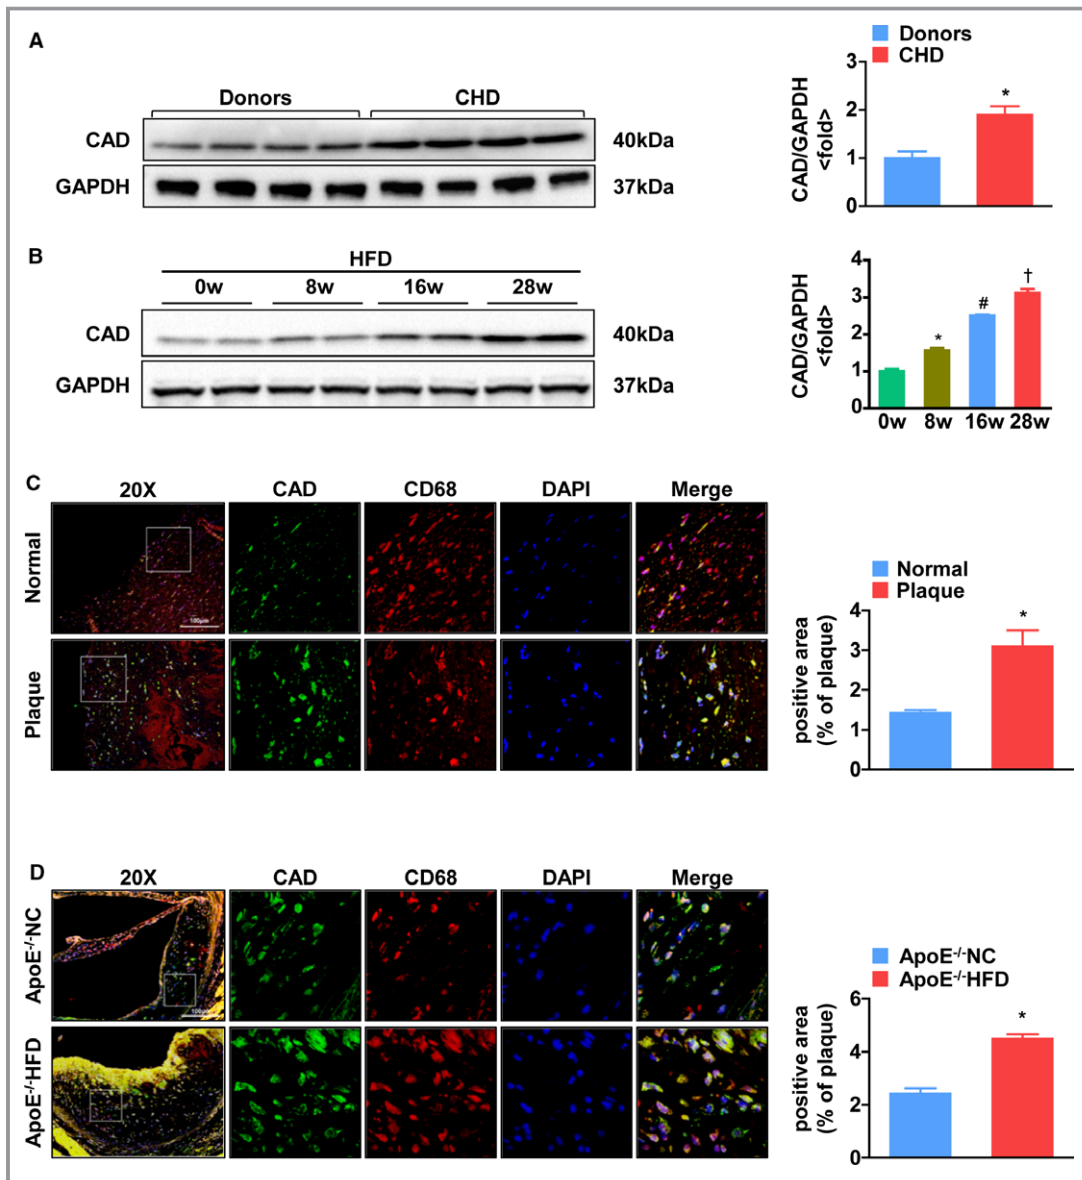 A
Donors CHD
CAD 40kDa
GAPDH 37kDa
Donors
CHD
CAD/GAPDH
<fold>
3
2
1
0
*
B
HFD
0w 8w 16w 28w
CAD 40kDa
GAPDH 37kDa
CAD/GAPDH
<fold>
4
3
2
1
0
* # †
0w 8w 16w 28w
C
20X CAD CD68 DAPI Merge
Normal
100μm
Plaque
Normal
Plaque
positive area
(% of plaque)
4
3
2
1
0
*
D
20X CAD CD68 DAPI Merge
ApoE⁻/⁻NC
100μm
ApoE⁻/⁻HFD
ApoE⁻/⁻NC
ApoE⁻/⁻HFD
positive area
(% of plaque)
6
4
2
0
*